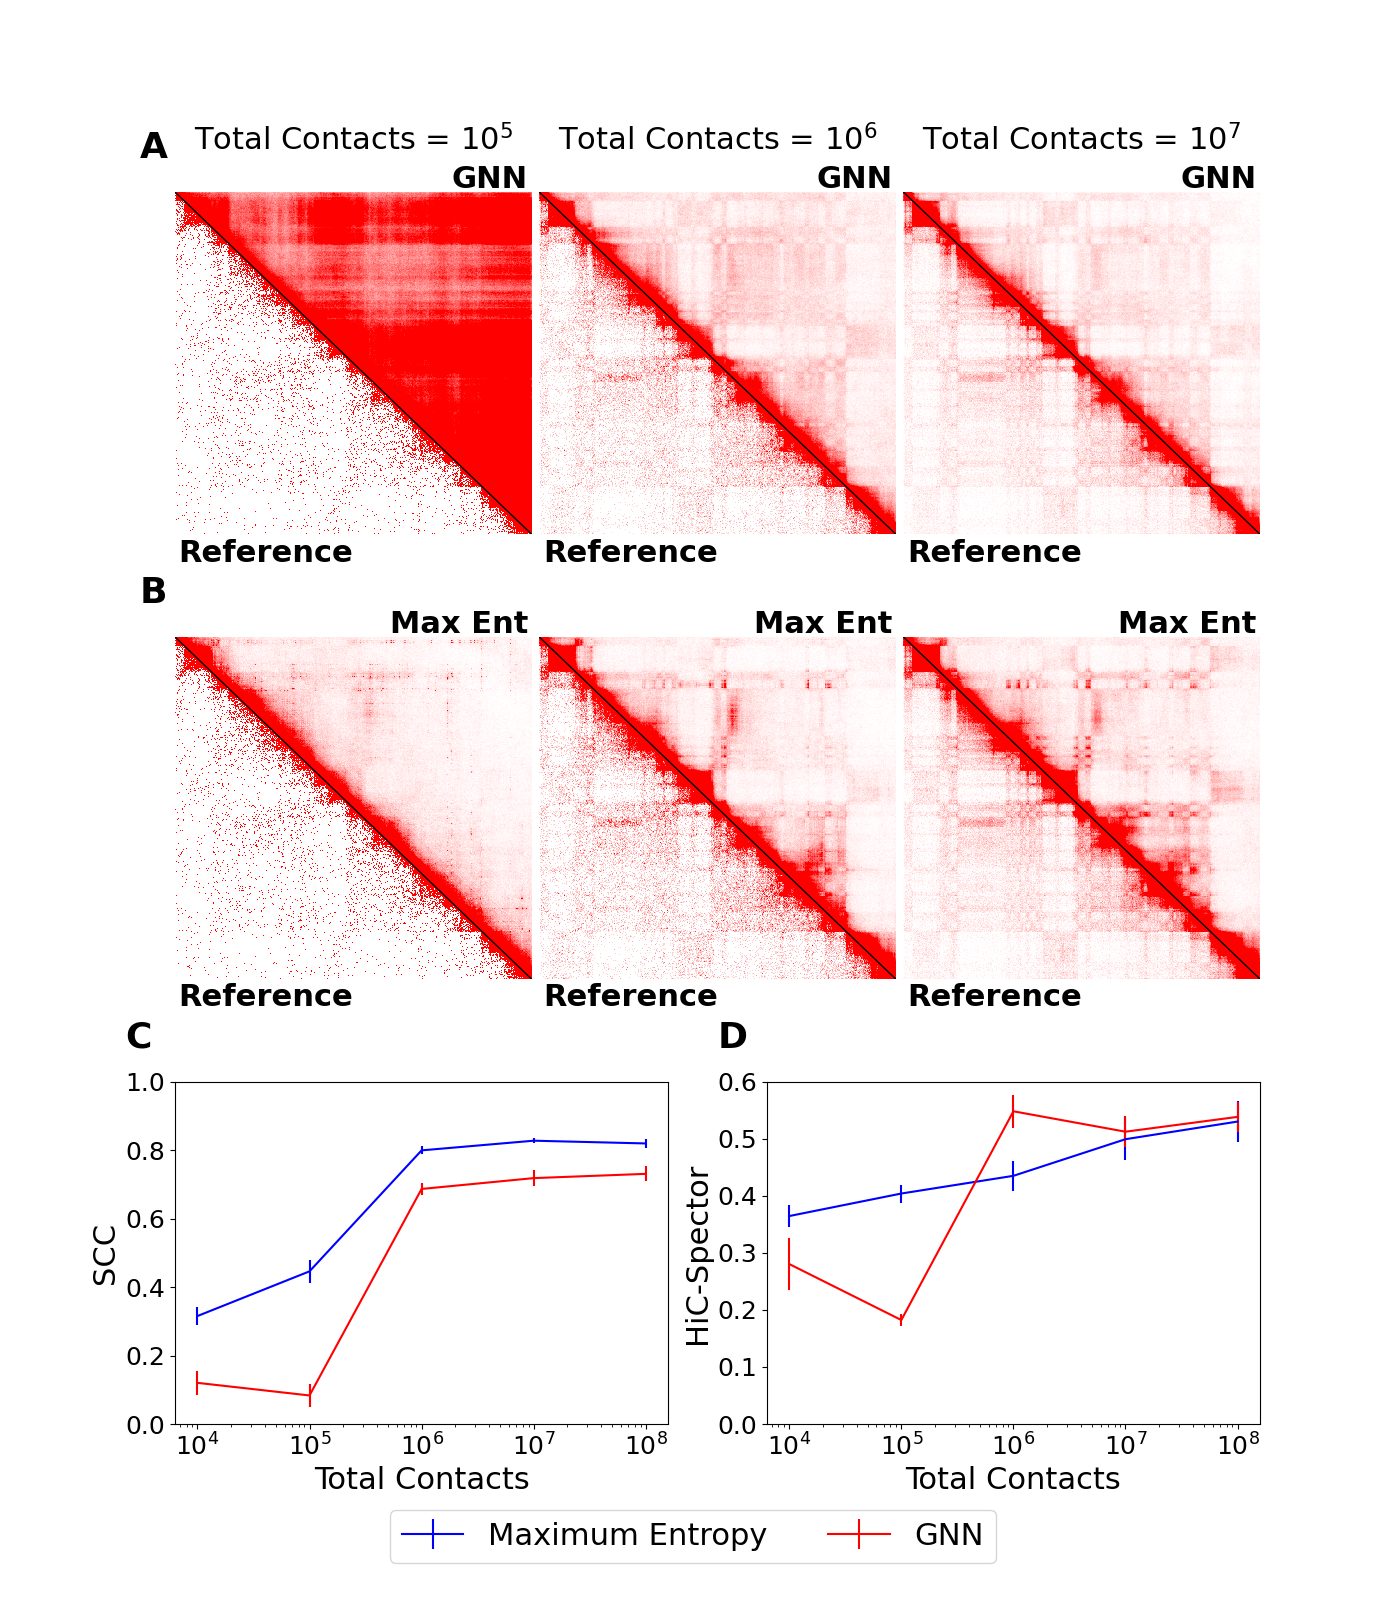 A
Total Contacts = 10^5
Total Contacts = 10^6
Total Contacts = 10^7
GNN
GNN
GNN
Reference
Reference
Reference
B
Max Ent
Max Ent
Max Ent
Reference
Reference
Reference
C
1.0
0.8
0.6
0.4
0.2
0.0
SCC
10^4
10^5
10^6
10^7
10^8
Total Contacts
D
0.6
0.5
0.4
0.3
0.2
0.1
0.0
HiC-Spector
10^4
10^5
10^6
10^7
10^8
Total Contacts
Maximum Entropy
GNN